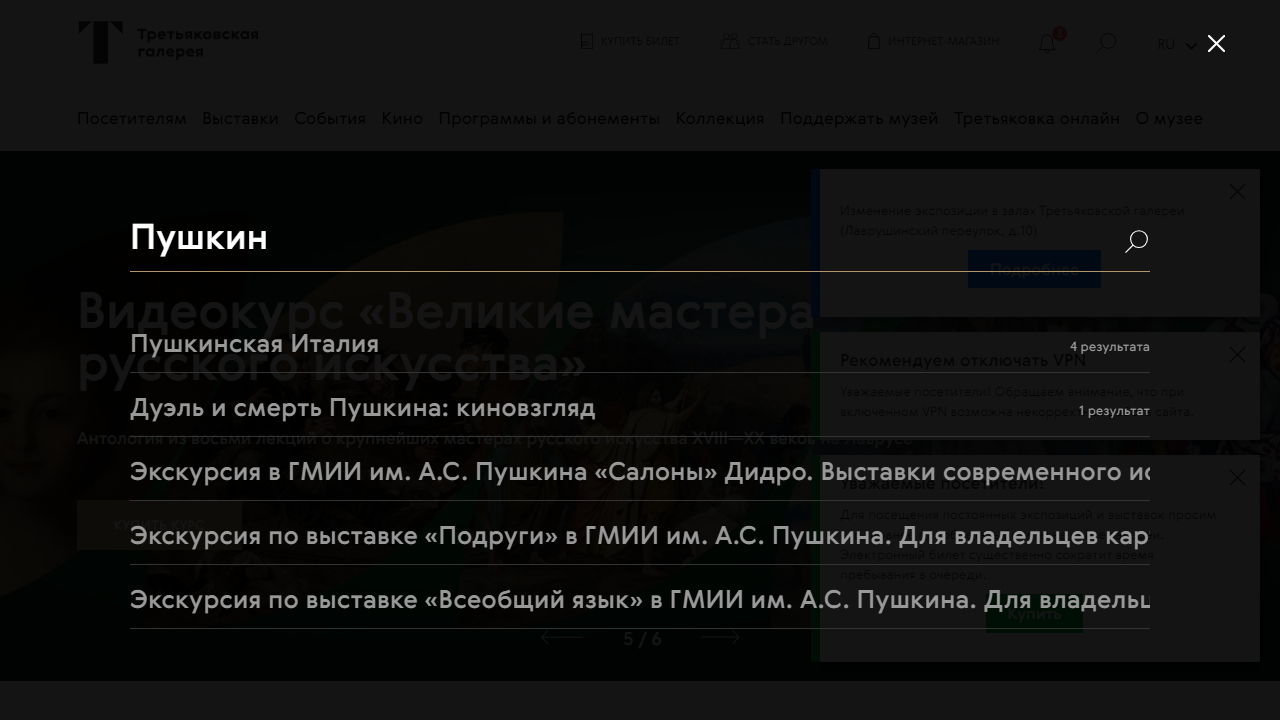 Третьяковская
галерея
КУПИТЬ БИЛЕТ
СТАТЬ ДРУГОМ
ИНТЕРНЕТ-МАГАЗИН
RU
Посетителям Выставки События Кино Программы и абонементы Коллекция Поддержать музей Третьяковка онлайн О музее
Пушкин
Изменение экспозиции в залах Третьяковской галереи
(Лаврушинский переулок, д.10)
Подробнее
Видеокурс «Великие мастера
русского искусства»
Пушкинская Италия
4 результата
Рекомендуем отключать VPN
Уважаемые посетители! Обращаем внимание, что при
включенном VPN возможна сайта.
Дуэль и смерть Пушкина: киновзгляд
1 результат
Антология из восьми лекций о крупнейших мастерах русского искусства XVIII—XX веков на Лаврусе
Экскурсия в ГМИИ им. А.С. Пушкина «Салоны» Дидро. Выставки современного ис
Уважаемые посетители!
Для посещения постоянных экспозиций и выставок просим
Экскурсия по выставке «Подруги» в ГМИИ им. А.С. Пушкина. Для владельцев кар
Электронный билет существенно сократит время
пребывания в очереди.
Экскурсия по выставке «Всеобщий язык» в ГМИИ им. А.С. Пушкина. Для владельц
Купить
5 / 6